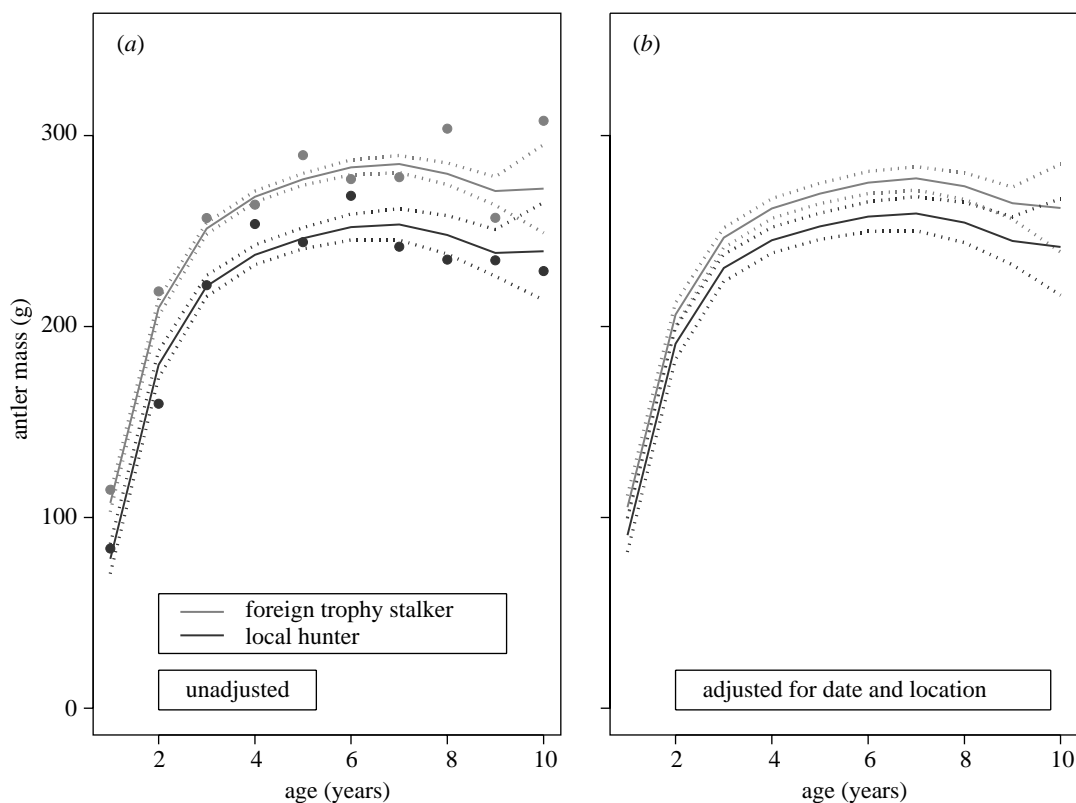 (a)
(b)
300
200
100
0
antler mass (g)
foreign trophy stalker
local hunter
unadjusted
adjusted for date and location
2 4 6 8 10
2 4 6 8 10
age (years)
age (years)